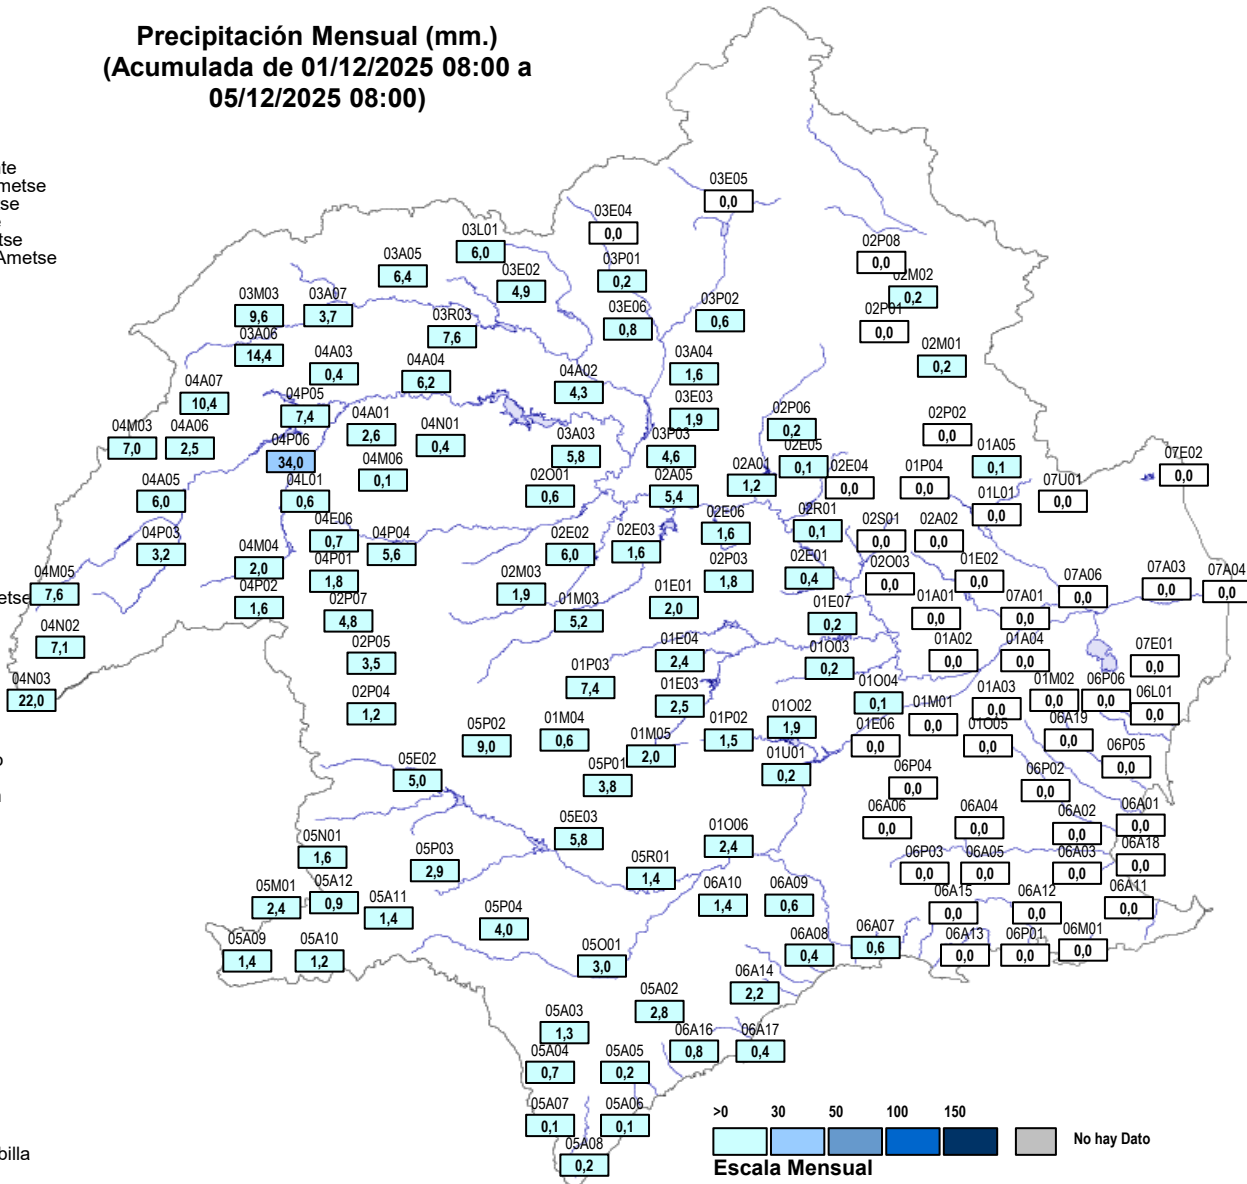 Precipitación Mensual (mm.)
(Acumulada de 01/12/2025 08:00 a
05/12/2025 08:00)
nte
metse
se
e
tse
Ametse
etse
o
n
billa
03E05
0,0
03E04
0,0
03L01
6,0
02P08
0,0
03A05
6,4
03P01
0,2
03E02
4,9
02M02
0,2
03M03
9,6
03A07
3,7
03P02
0,6
03E06
0,8
02P01
0,0
03R03
7,6
03A06
14,4
02M01
0,2
04A03
0,4
04A04
6,2
03A04
1,6
04A02
4,3
04A07
10,4
04P05
7,4
03E03
1,9
02P06
0,2
04A01
2,6
02P02
0,0
04M03
7,0
04A06
2,5
04N01
0,4
04P06
34,0
03A03
5,8
03P03
4,6
02E05
0,1
01A05
0,1
07E02
0,0
04M06
0,1
02A01
1,2
02E04
0,0
01P04
0,0
04A05
6,0
04L01
0,6
02O01
0,6
02A05
5,4
07U01
0,0
01L01
0,0
04E06
0,7
02E06
1,6
02R01
0,1
02S01
0,0
02A02
0,0
04P03
3,2
04P04
5,6
02E02
6,0
02E03
1,6
04M04
2,0
04P01
1,8
02P03
1,8
02E01
0,4
02O03
0,0
01E02
0,0
04M05
7,6
02M03
1,9
07A06
0,0
07A03
0,0
07A04
0,0
04P02
1,6
02P07
4,8
01M03
5,2
01E01
2,0
01E07
0,2
01A01
0,0
07A01
0,0
04N02
7,1
02P05
3,5
01E04
2,4
01O03
0,2
01A02
0,0
01A04
0,0
07E01
0,0
04N03
22,0
01P03
7,4
01E03
2,5
01O04
0,1
01A03
0,0
01M02
0,0
06P06
0,0
06L01
0,0
02P04
1,2
01M01
0,0
05P02
9,0
01M04
0,6
01M05
2,0
01P02
1,5
01O02
1,9
01E06
0,0
01O05
0,0
06A19
0,0
05E02
5,0
05P01
3,8
01U01
0,2
06P04
0,0
06P02
0,0
06P05
0,0
05E03
5,8
06A06
0,0
06A04
0,0
06A02
0,0
06A01
0,0
05N01
1,6
05P03
2,9
01O06
2,4
05R01
1,4
06P03
0,0
06A05
0,0
06A03
0,0
06A18
0,0
05M01
2,4
05A12
0,9
05A11
1,4
06A10
1,4
06A09
0,6
06A15
0,0
06A12
0,0
06A11
0,0
05P04
4,0
05A09
1,4
05A10
1,2
05O01
3,0
06A08
0,4
06A07
0,6
06A13
0,0
06P01
0,0
06M01
0,0
06A14
2,2
05A02
2,8
05A03
1,3
06A16
0,8
06A17
0,4
05A04
0,7
05A05
0,2
05A07
0,1
05A06
0,1
05A08
0,2
>0 30 50 100 150
No hay Dato
Escala Mensual